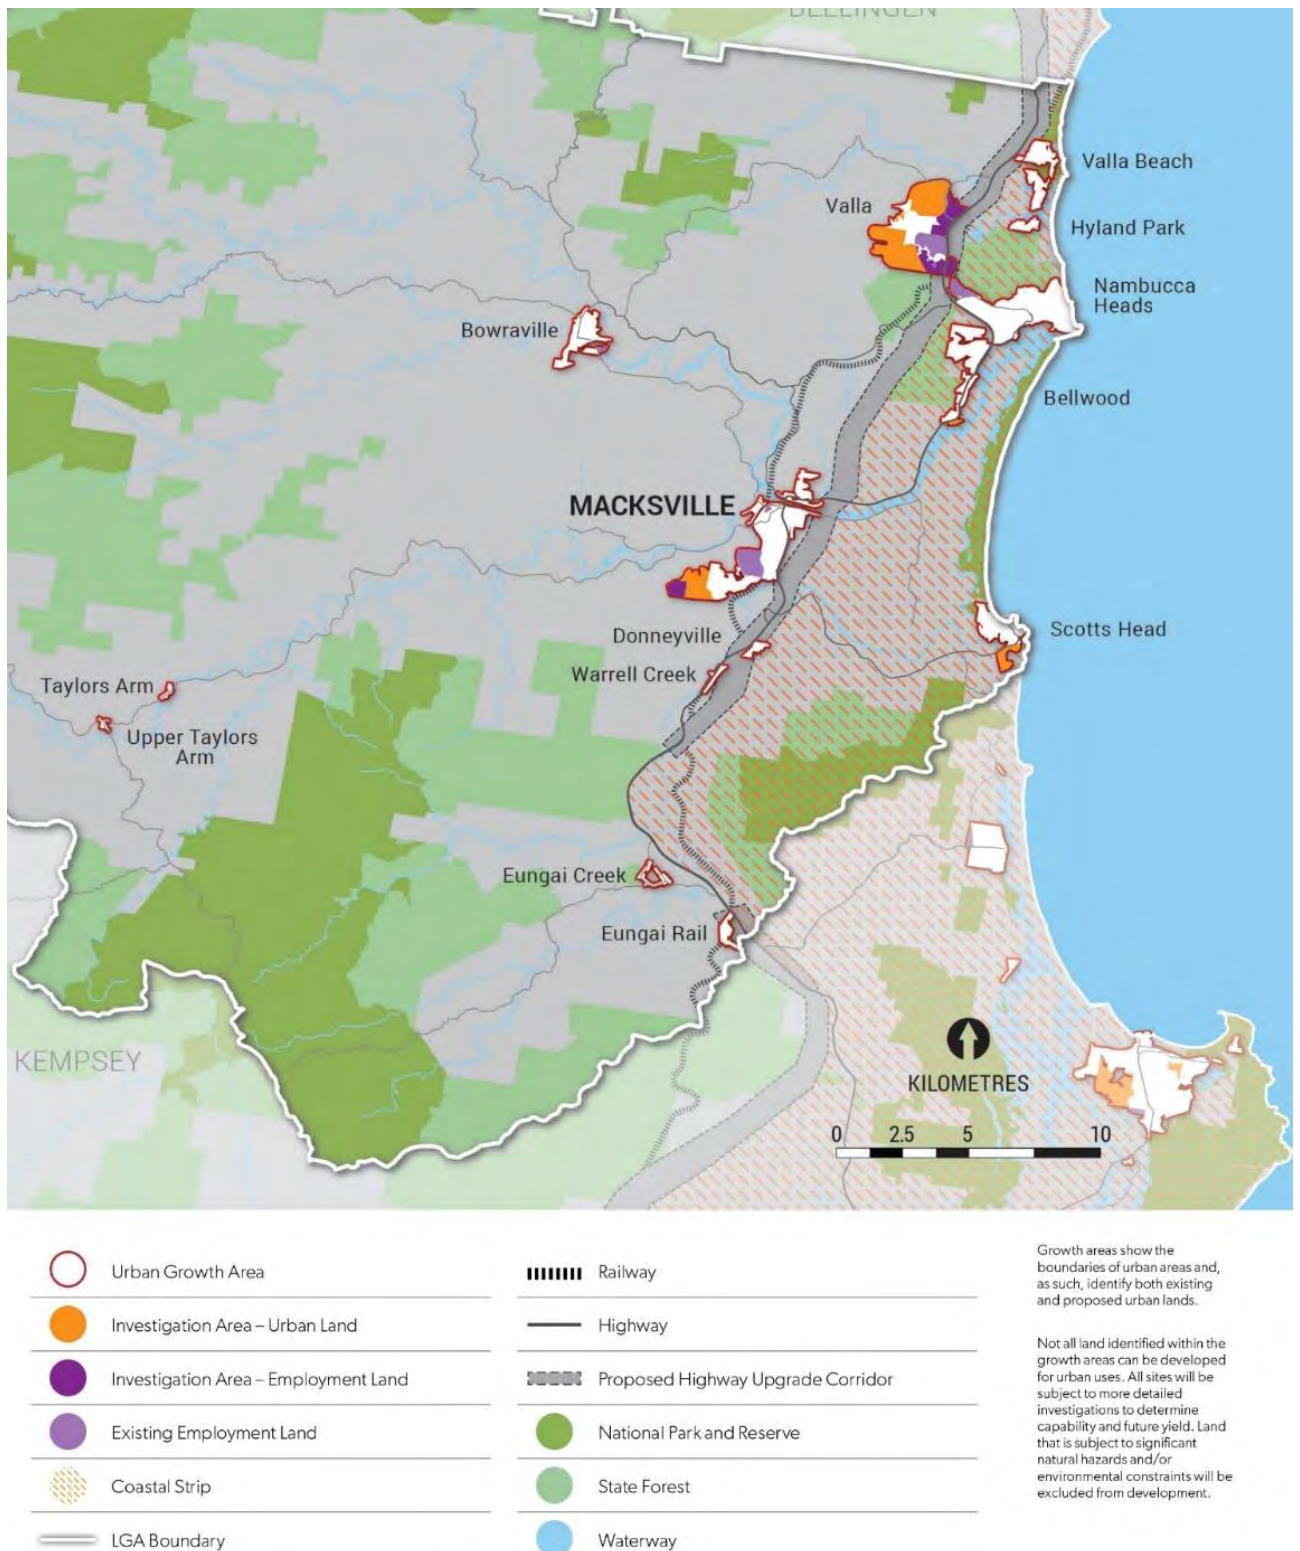 BELLINGEN
Valla Beach
Valla
Hyland Park
Nambucca
Heads
Bowraville
Bellwood
MACKSVILLE
Donneyville
Scotts Head
Warrell Creek
Taylors Arm
Upper Taylors
Arm
Eungai Creek
Eungai Rail
KEMPSEY
KILOMETRES
0 2.5 5 10
Urban Growth Area
Investigation Area – Urban Land
Investigation Area – Employment Land
Existing Employment Land
Coastal Strip
LGA Boundary
Railway
Highway
Proposed Highway Upgrade Corridor
National Park and Reserve
State Forest
Waterway
Growth areas show the
boundaries of urban areas and,
as such, identify both existing
and proposed urban lands.
Not all land identified within the
growth areas can be developed
for urban uses. All sites will be
subject to more detailed
investigations to determine
capability and future yield. Land
that is subject to significant
natural hazards and/or
environmental constraints will be
excluded from development.